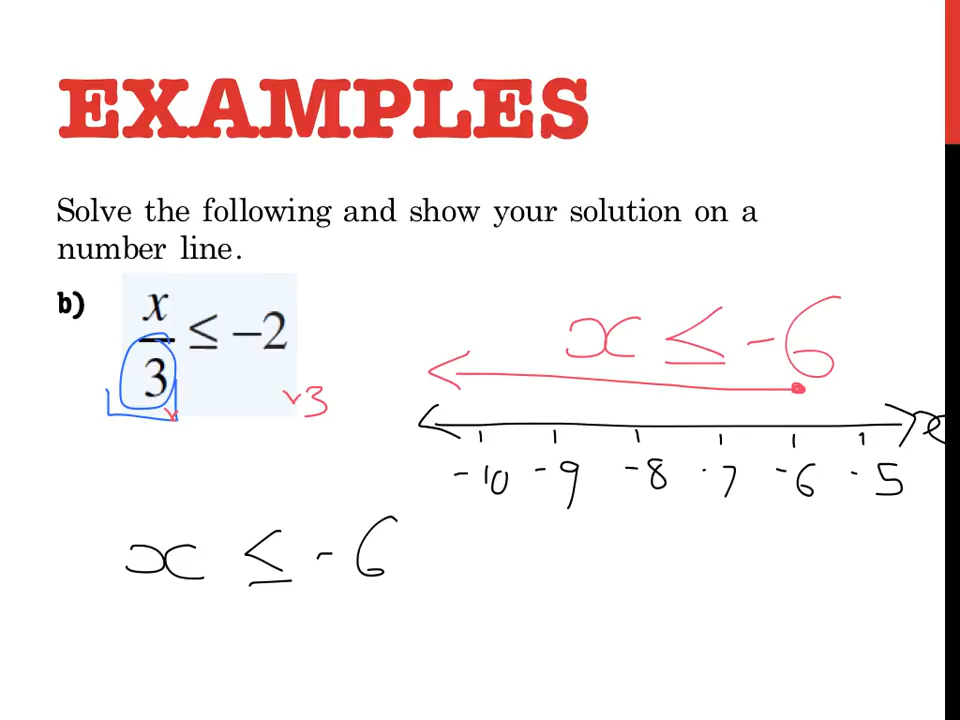 EXAMPLES
Solve the following and show your solution on a
number line.
b) x/3 ≤ -2
x ≤ -6
3
-10 -9 -8 -7 -6 -5
x ≤ -6